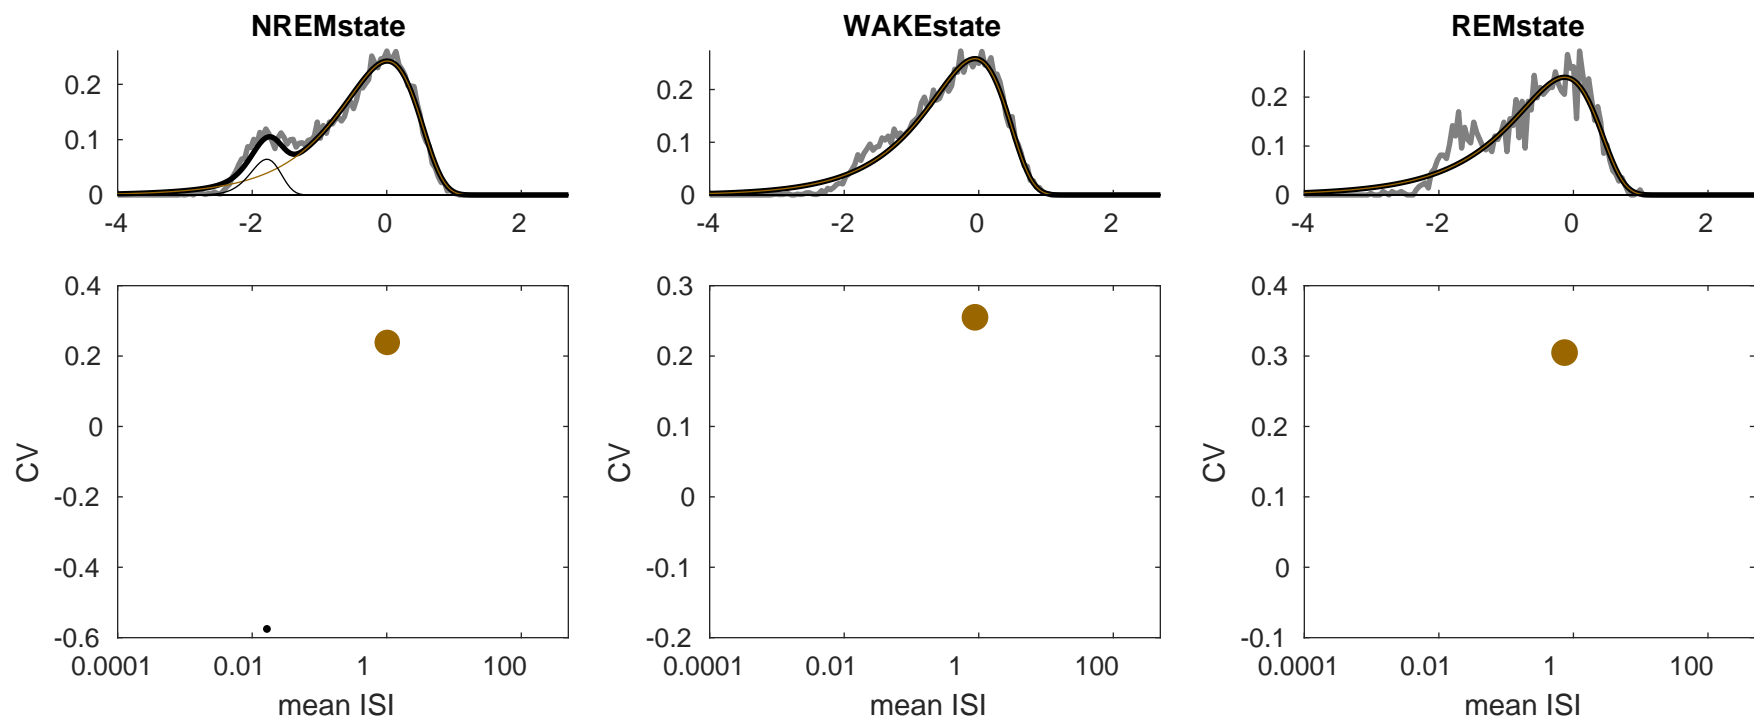 NREMstate WAKEstate REMstate
0.2 0.2 0.2
0.1 0.1 0.1
0 0 0
-4 -2 0 2 -4 -2 0 2 -4 -2 0 2
0.4 0.3 0.4
0.2 0.2 0.3
0 0.1 0.2
-0.2 0 0.1
-0.4 -0.1 0
-0.6 -0.2 -0.1
CV CV CV
0.0001 0.01 1 100 0.0001 0.01 1 100 0.0001 0.01 1 100
mean ISI mean ISI mean ISI